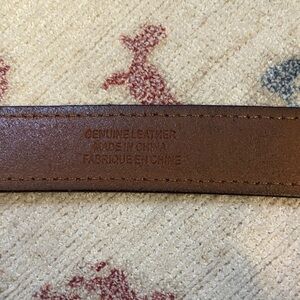 GENUINE LEATHER
MADE IN CHINA
FABRIQUE EN CHINE